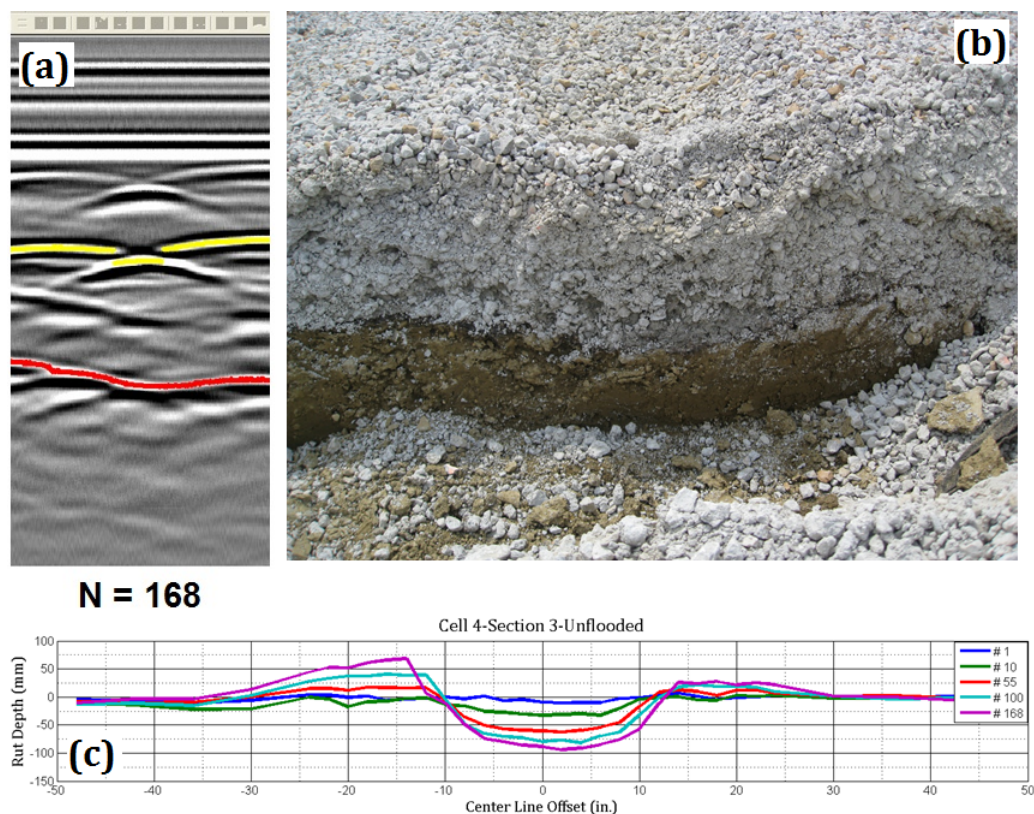 (a)
(b)
N = 168
Cell 4-Section 3-Unflooded
Rut Depth (mm)
100
50
0
-50
-100
-150
# 1
# 10
# 55
# 100
# 168
(c)
-50 -40 -30 -20 -10 0 10 20 30 40 50
Center Line Offset (in.)